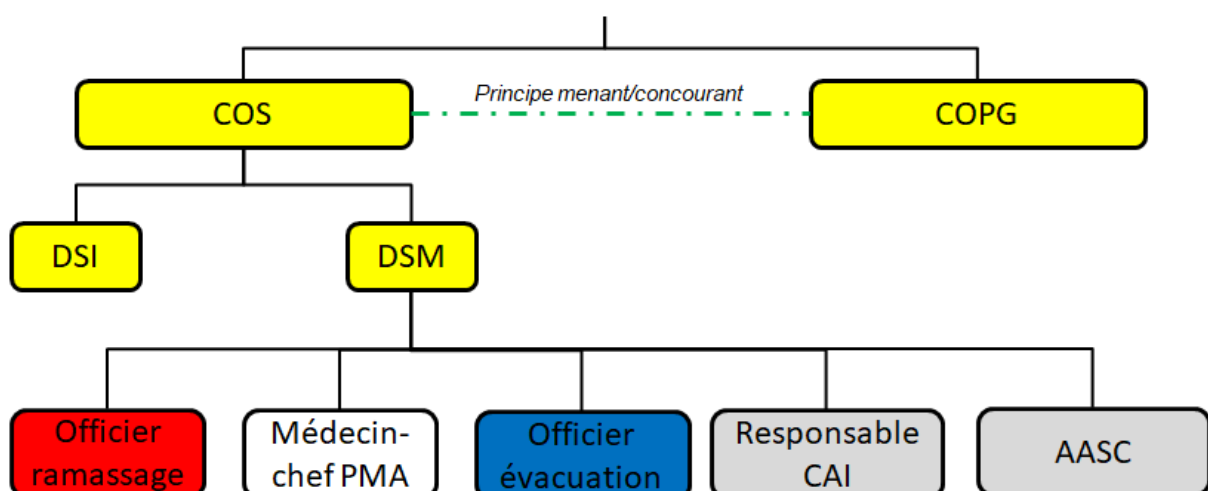 Principe menant/concourant
COS
COPG
DSI
DSM
Officier
ramassage
Médecin-
chef PMA
Officier
évacuation
Responsable
CAI
AASC